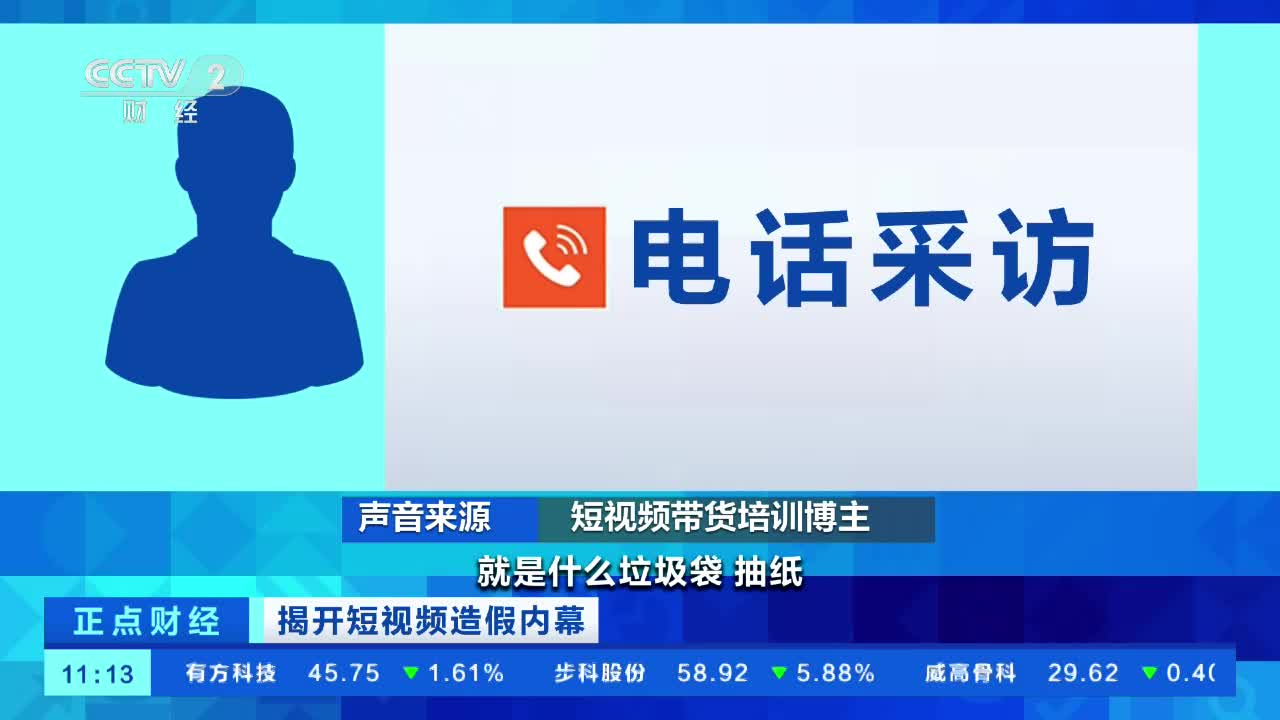 CCTV 2
财 经
电话采访
声音来源 短视频带货培训博主
就是什么垃圾袋 抽纸
正点财经 揭开短视频造假内幕
11:13 有方科技 45.75 ▼1.61% 步科股份 58.92 ▼5.88% 威高骨科 29.62 ▼0.40